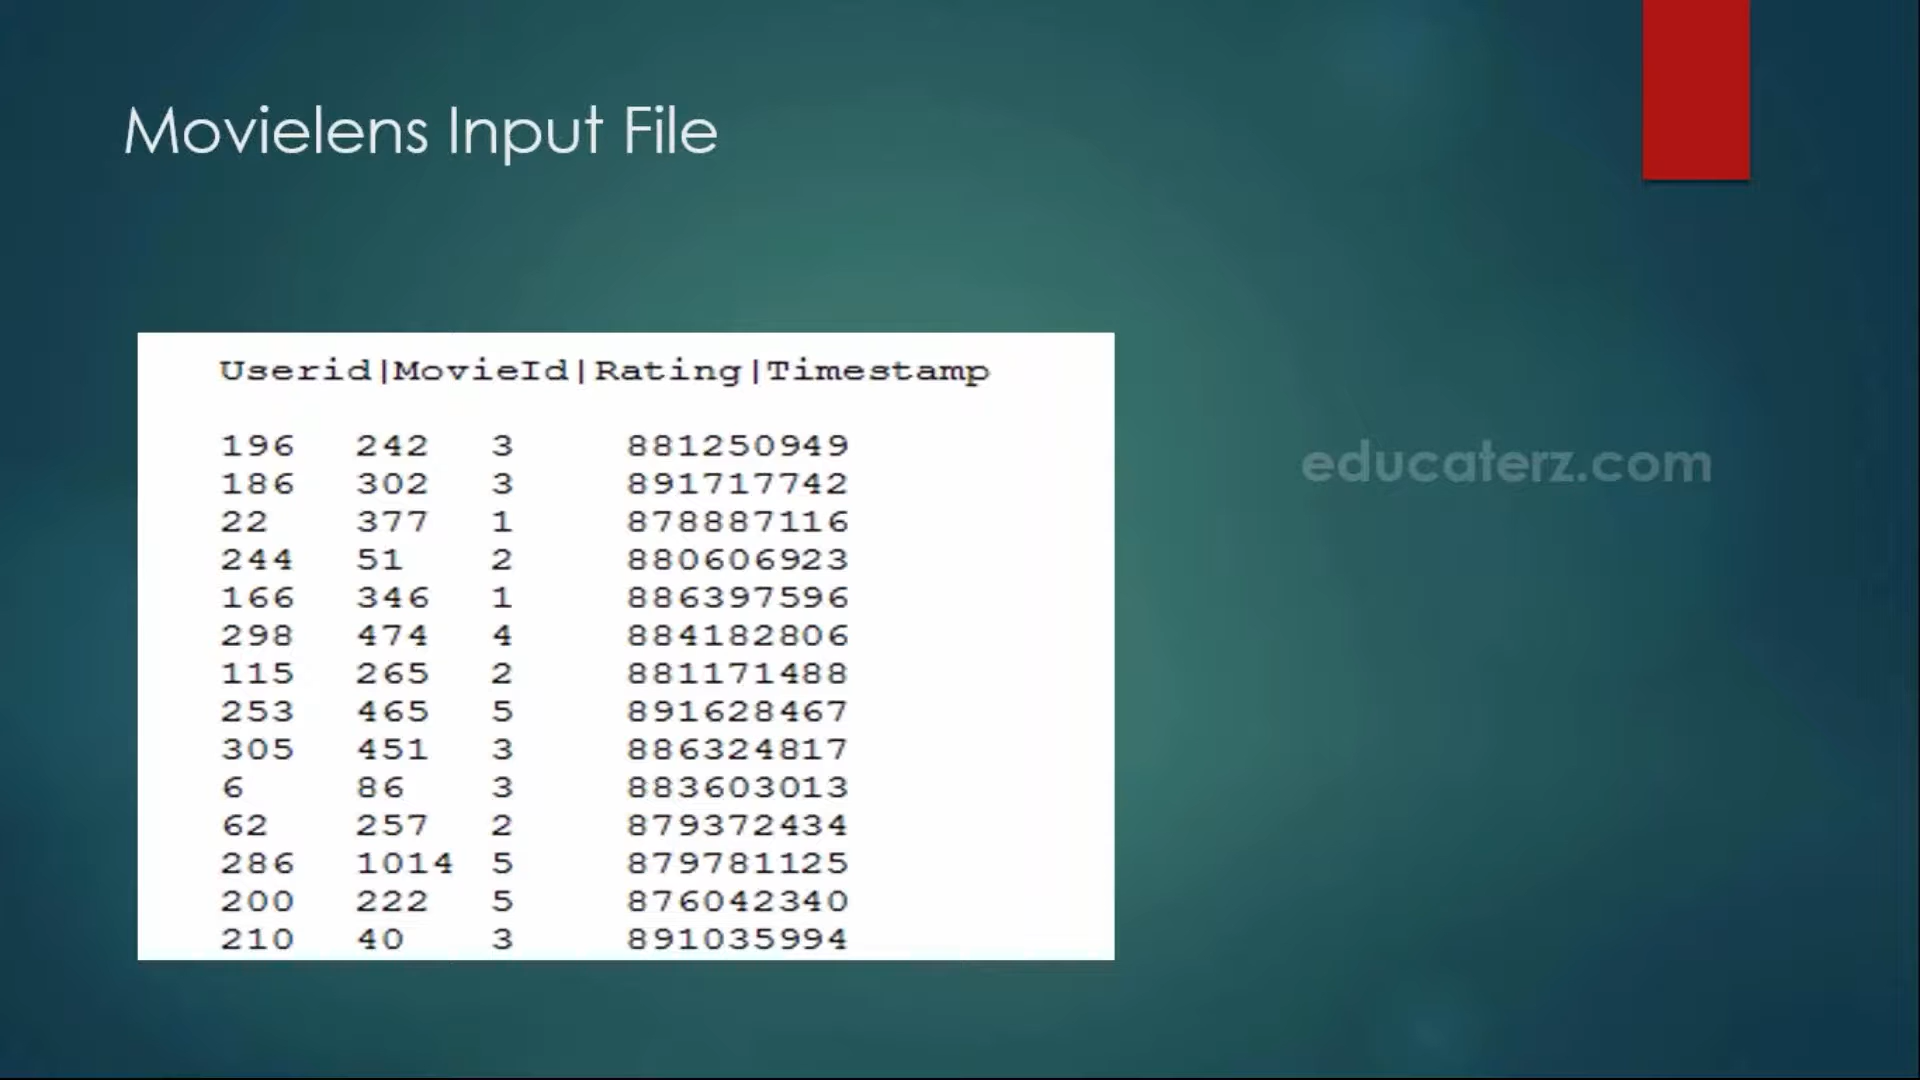 Movielens Input File
Userid|MovieId|Rating|Timestamp
196 242 3 881250949
186 302 3 891717742
22 377 1 878887116
244 51 2 880606923
166 346 1 886397596
298 474 4 884182806
115 265 2 881171488
253 465 5 891628467
305 451 3 886324817
6 86 3 883603013
62 257 2 879372434
286 1014 5 879781125
200 222 5 876042340
210 40 3 891035994
educaterz.com